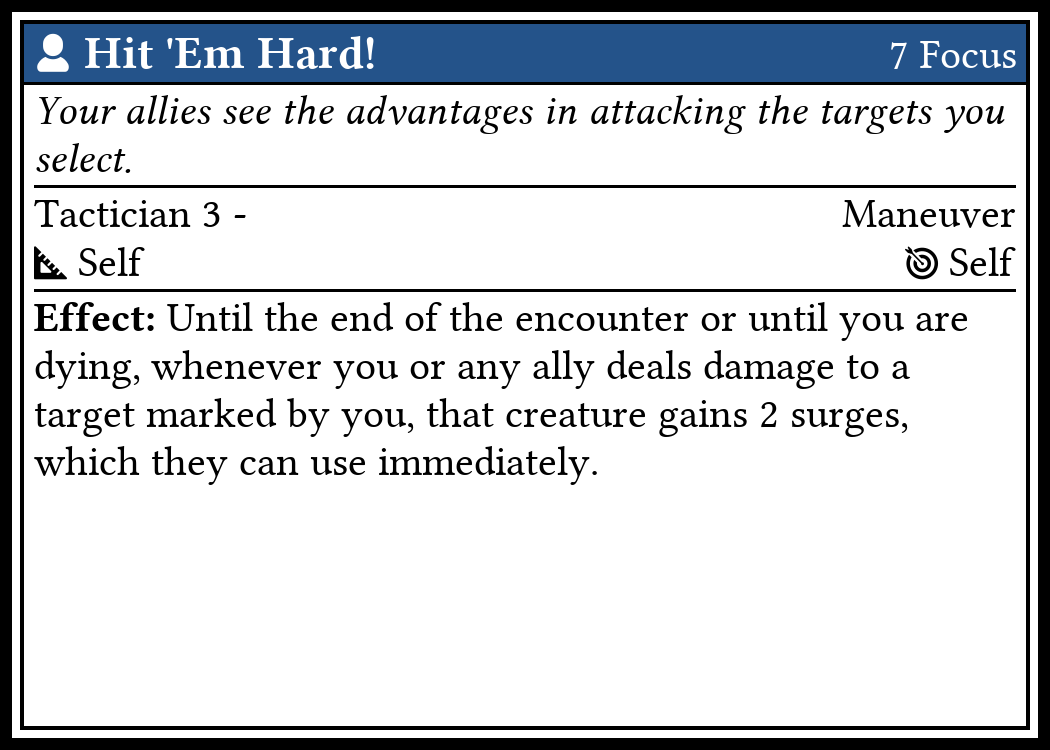 Hit 'Em Hard!
7 Focus
Your allies see the advantages in attacking the targets you
select.
Tactician 3 -
Maneuver
Self
Self
Effect: Until the end of the encounter or until you are
dying, whenever you or any ally deals damage to a
target marked by you, that creature gains 2 surges,
which they can use immediately.